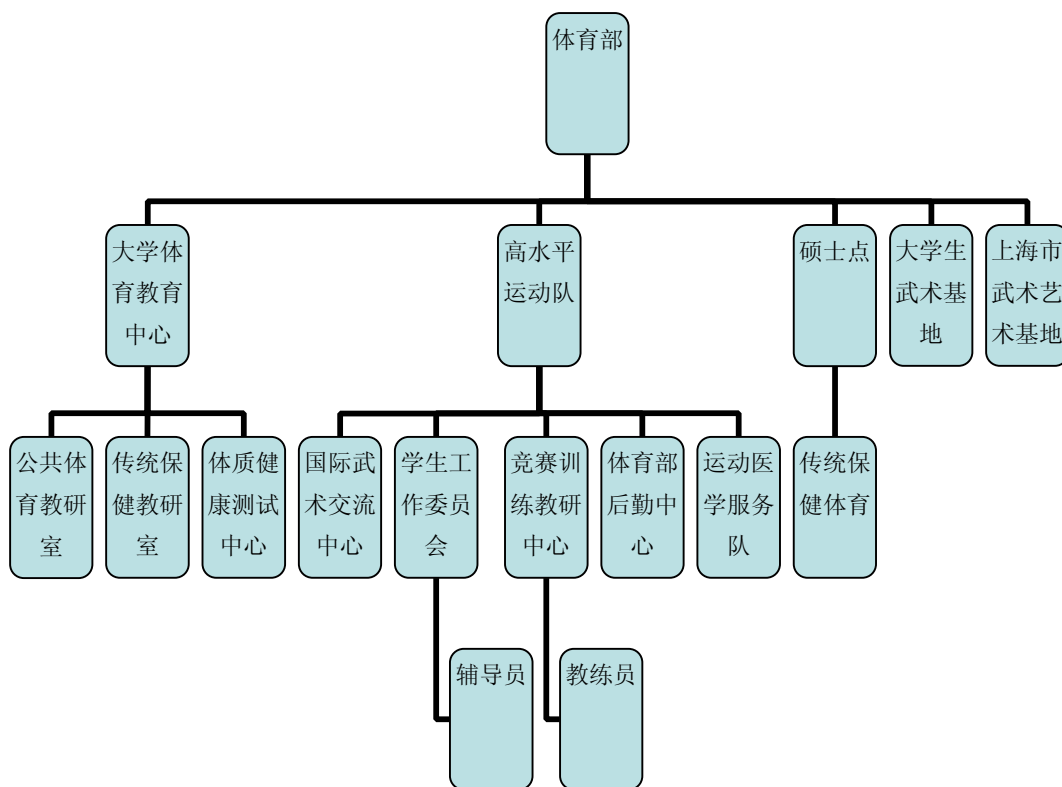 体育部
大学体
育教育
中心
高水平
运动队
硕士点
大学生
武术基
地
上海市
武术艺
术基地
公共体
育教研
室
传统保
健教研
室
体质健
康测试
中心
国际武
术交流
中心
学生工
作委员
会
竞赛训
练教研
中心
体育部
后勤中
心
运动医
学服务
队
传统保
健体育
辅导员
教练员